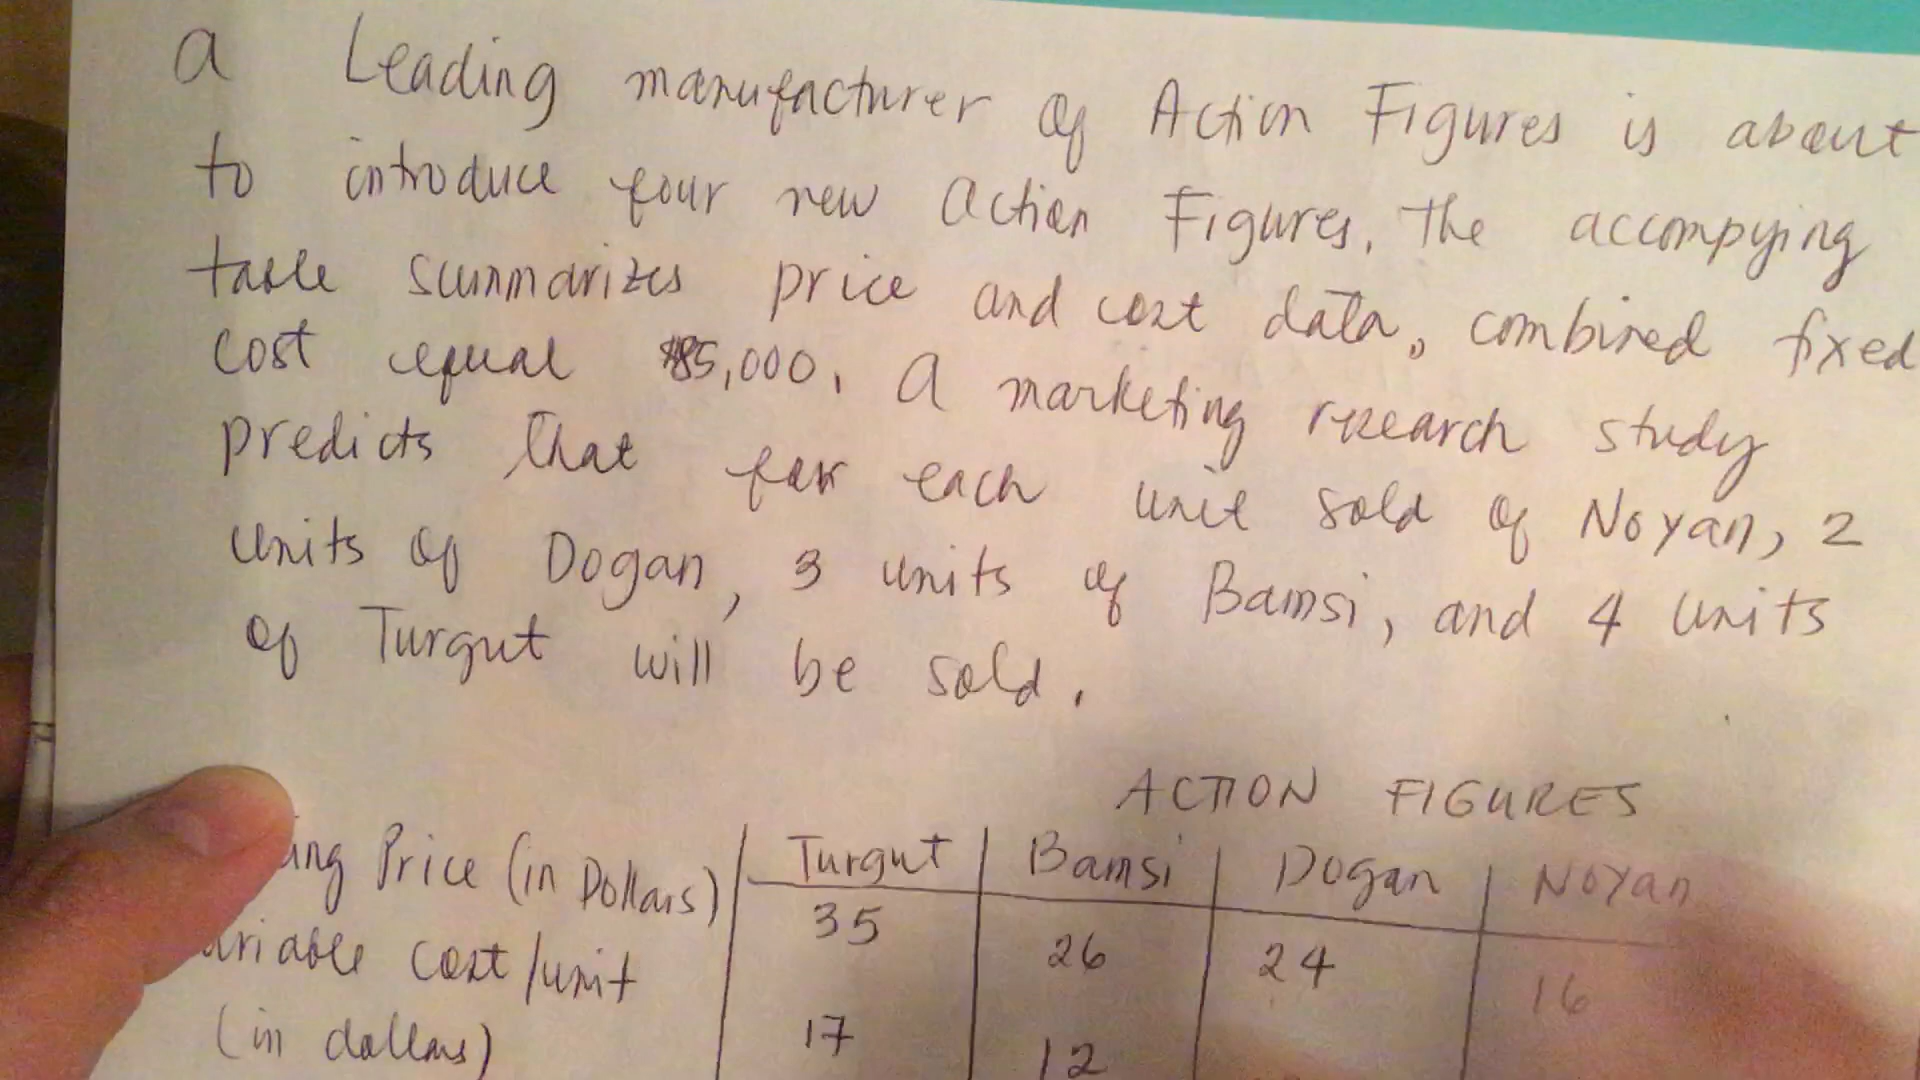 a Leading manufacturer of Action Figures is about
to introduce four new Action Figures. The accompying
table summarizes price and cost data, combined fixed
cost equal $85,000. A marketing research study
predicts that for each unit sold of Noyan, 2
units of Dogan, 3 units of Bamsi, and 4 units
of Turgut will be sold.
ACTION FIGURES
ing Price (in Dollars) Turgut Bamsi Dogan Noyan
35 26 24 16
ariable cost/unit
(in dollars) 17 12